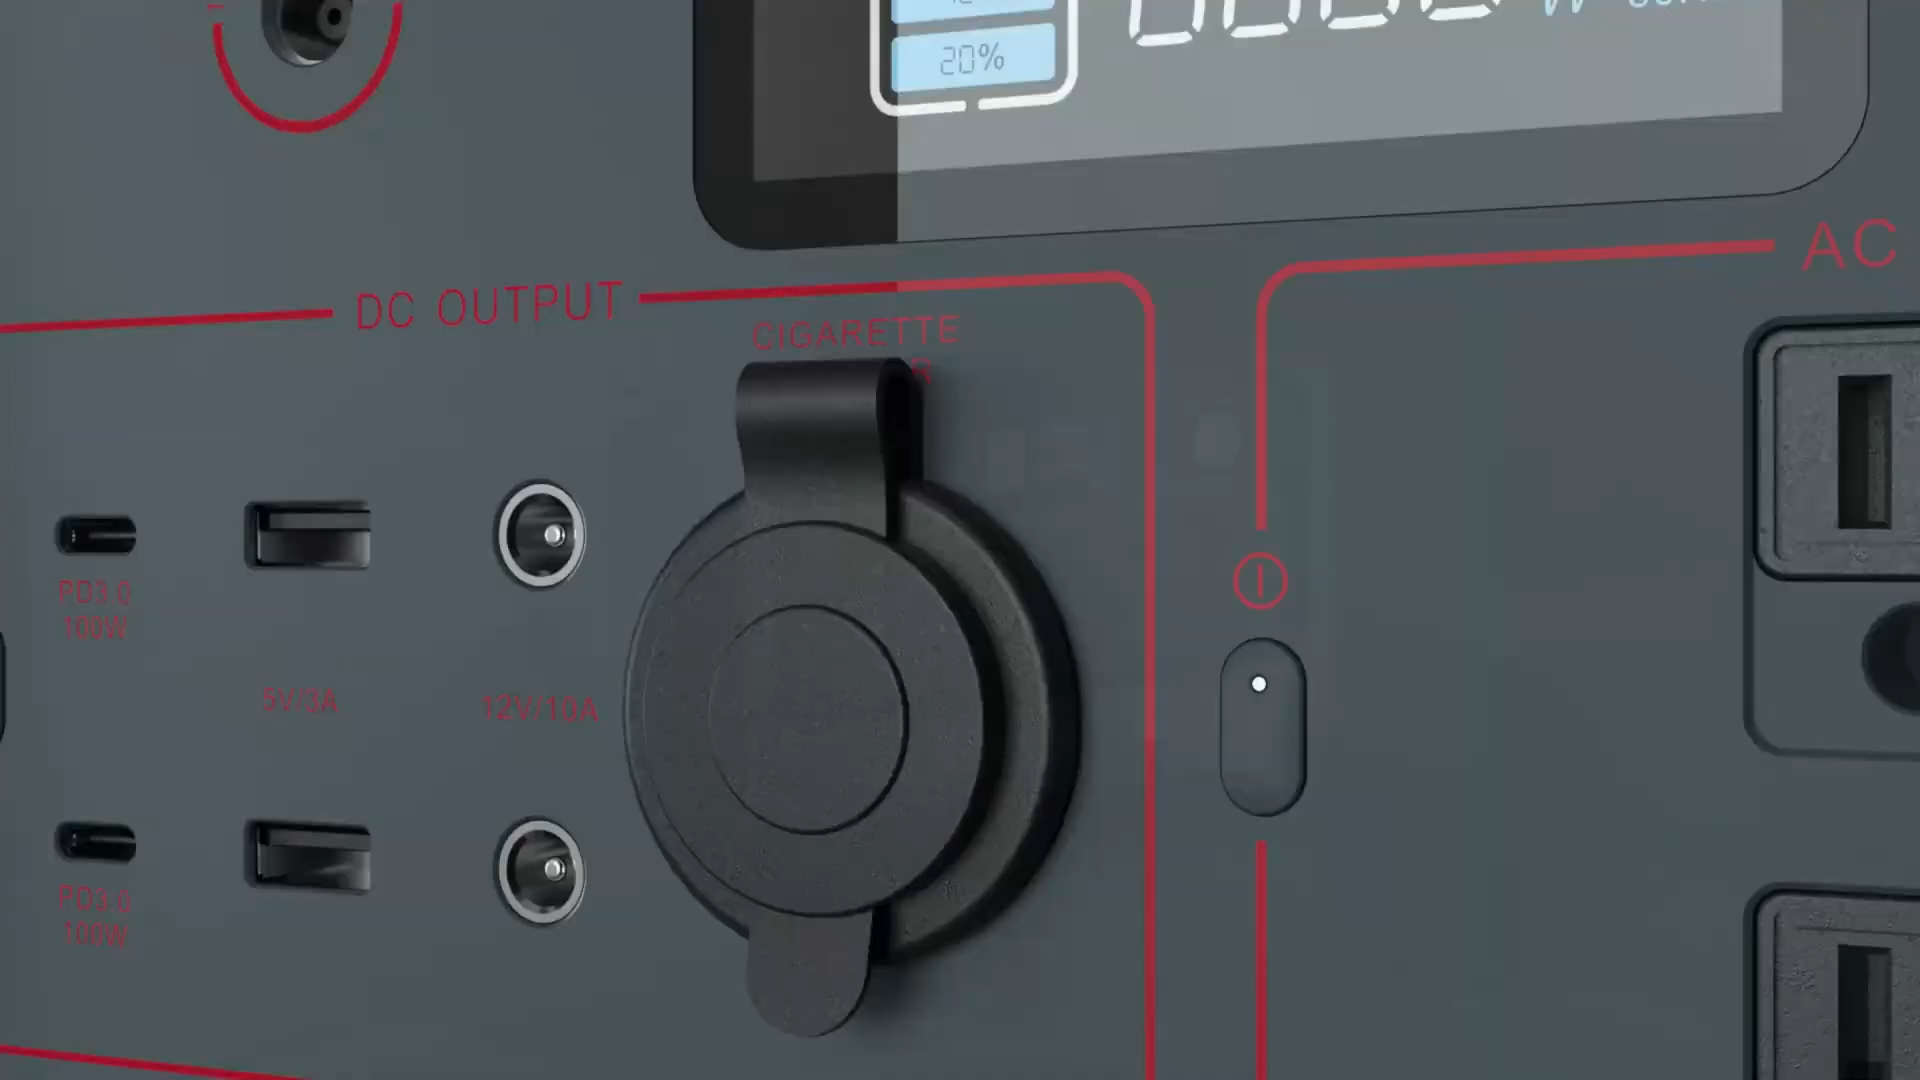 20%
W
DC OUTPUT
AC
CIGARETTE
PD3.0
100W
5V/3A
12V/10A
PD3.0
100W